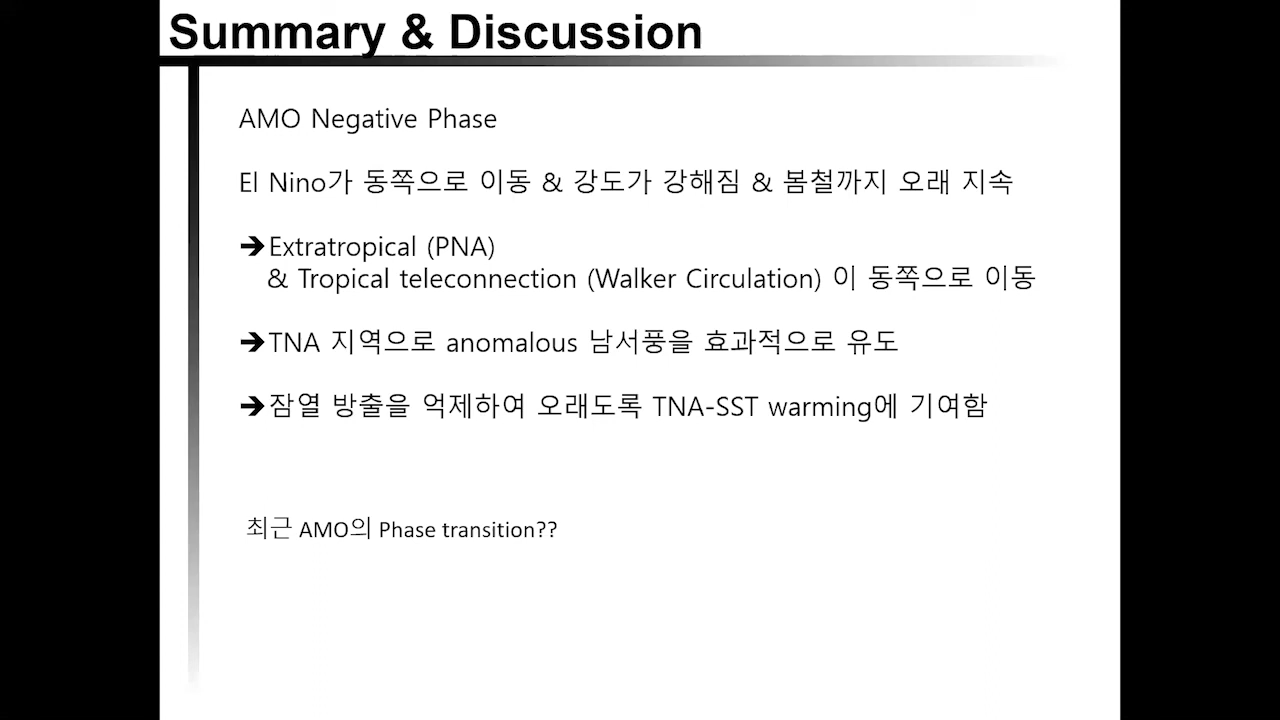 Summary & Discussion
AMO Negative Phase
El Nino가 동쪽으로 이동 & 강도가 강해짐 & 봄철까지 오래 지속
➔Extratropical (PNA)
& Tropical teleconnection (Walker Circulation) 이 동쪽으로 이동
➔TNA 지역으로 anomalous 남서풍을 효과적으로 유도
➔잠열 방출을 억제하여 오래도록 TNA-SST warming에 기여함
최근 AMO의 Phase transition??